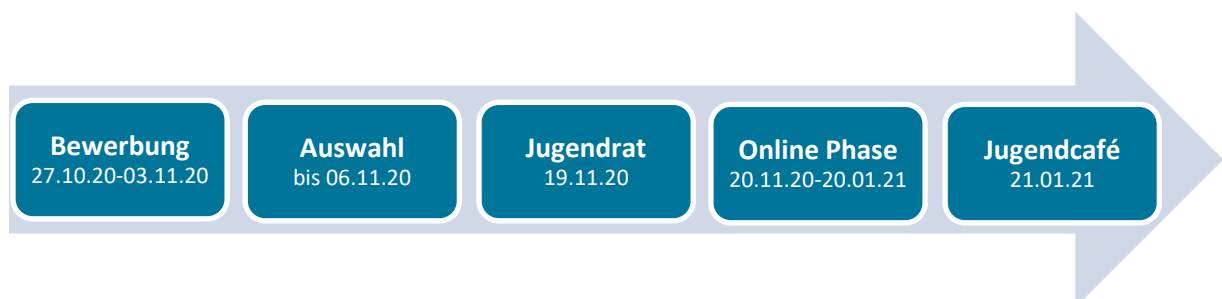 Bewerbung
27.10.20-03.11.20
Auswahl
bis 06.11.20
Jugendrat
19.11.20
Online Phase
20.11.20-20.01.21
Jugendcafé
21.01.21